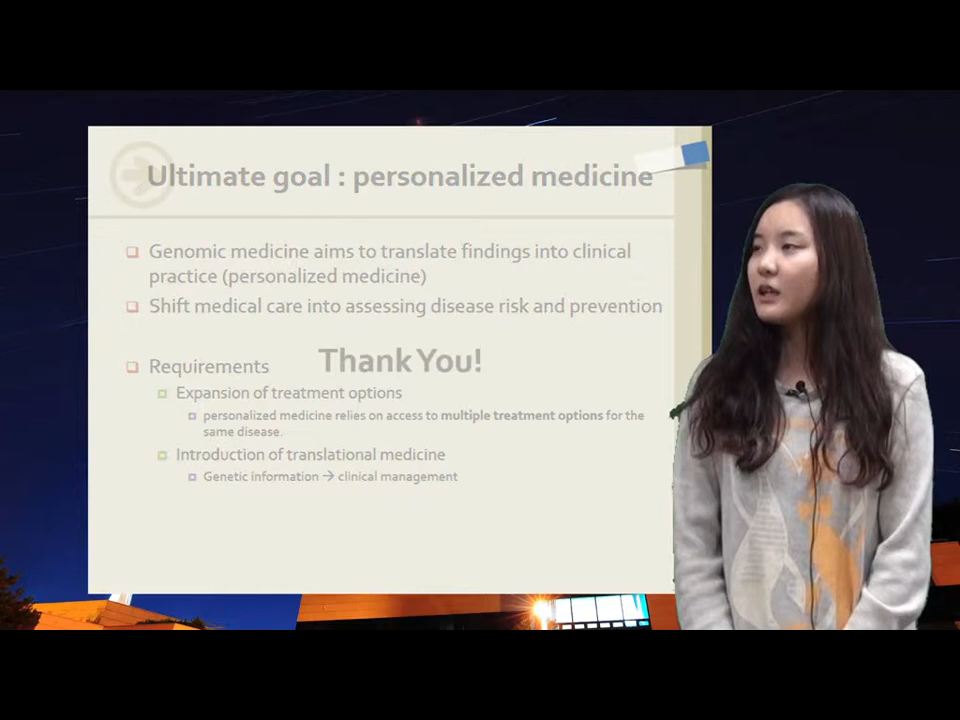 Ultimate goal : personalized medicine
Genomic medicine aims to translate findings into clinical
practice (personalized medicine)
Shift medical care into assessing disease risk and prevention
Requirements
Thank You!
Expansion of treatment options
personalized medicine relies on access to multiple treatment options for the
same disease.
Introduction of translational medicine
Genetic information → clinical management